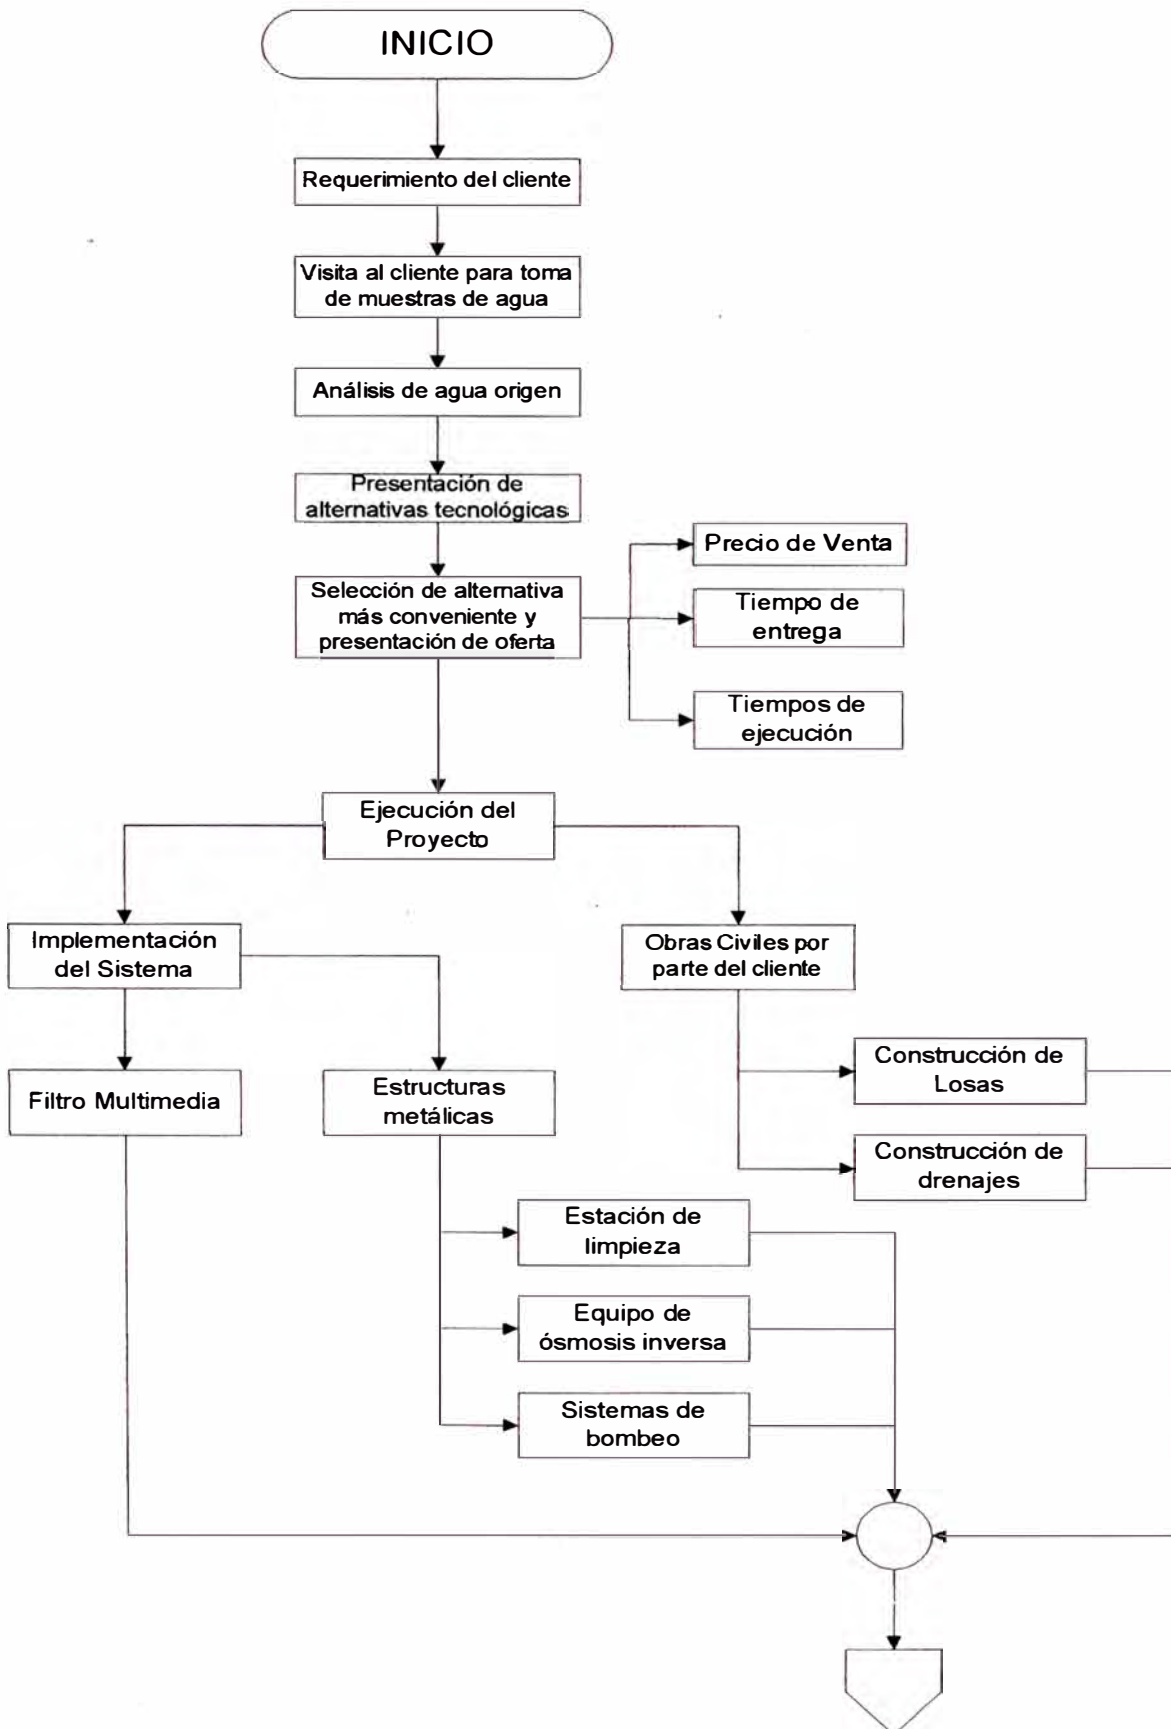 INICIO
Requerimiento del cliente
Visita al cliente para toma
de muestras de agua
Análisis de agua origen
Presentación de
alternativas tecnológicas
Selección de alternativa
más conveniente y
presentación de oferta
Precio de Venta
Tiempo de
entrega
Tiempos de
ejecución
Ejecución del
Proyecto
Implementación
del Sistema
Obras Civiles por
parte del cliente
Filtro Multimedia
Estructuras
metálicas
Construcción de
Losas
Construcción de
drenajes
Estación de
limpieza
Equipo de
ósmosis inversa
Sistemas de
bombeo